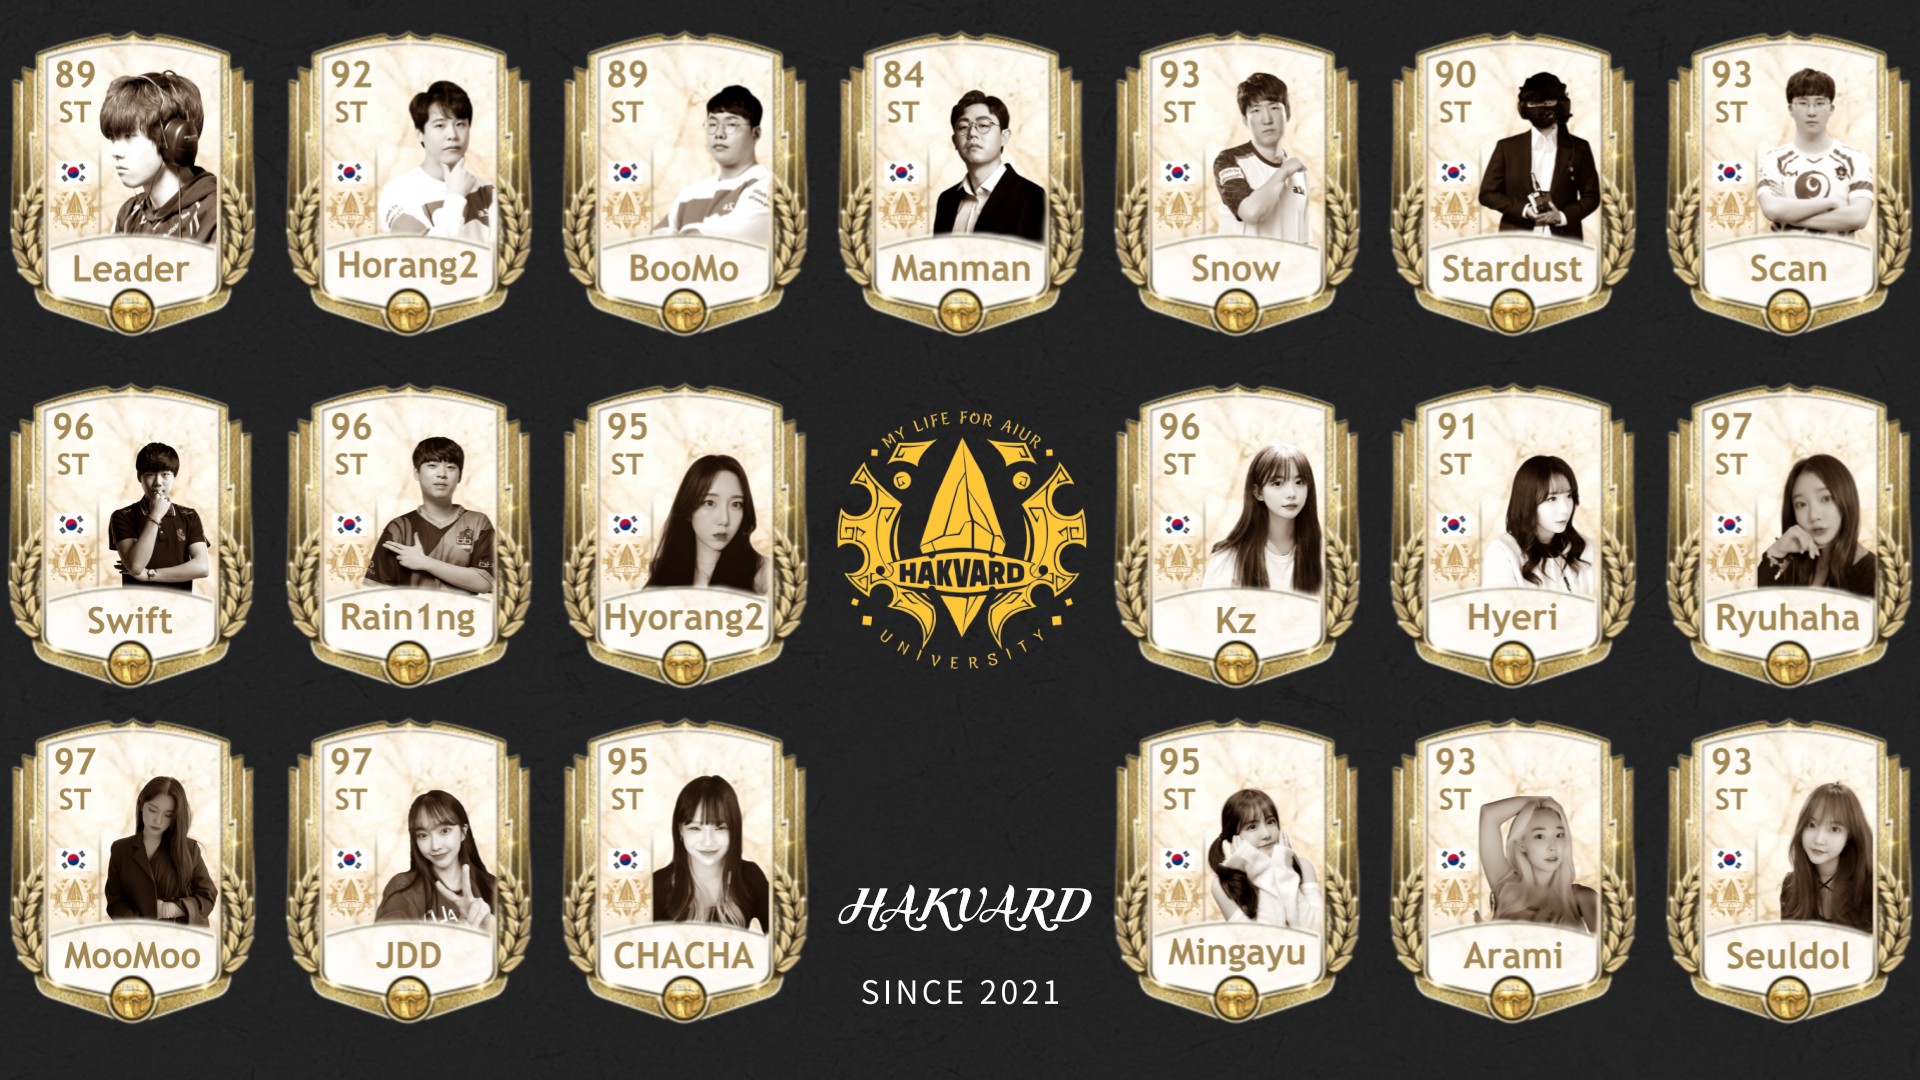 89
ST
Leader
92
ST
Horang2
89
ST
BooMo
84
ST
Manman
93
ST
Snow
90
ST
Stardust
93
ST
Scan
96
ST
Swift
96
ST
Rain1ng
95
ST
Hyorang2
MY LIFE FOR AIUR
HAKVARD
UNIVERSITY
96
ST
Kz
91
ST
Hyeri
97
ST
Ryuhaha
97
ST
MooMoo
97
ST
JDD
95
ST
CHACHA
HAKVARD
SINCE 2021
95
ST
Mingayu
93
ST
Arami
93
ST
Seuldol